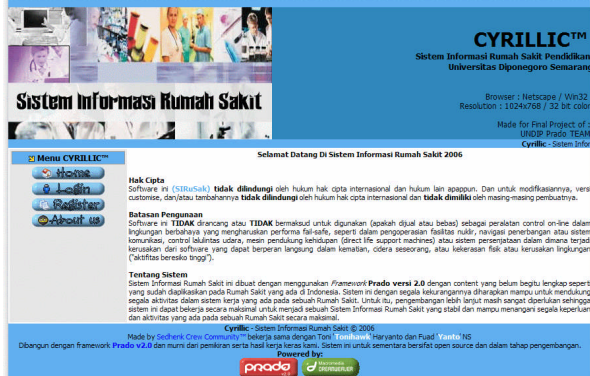 CYRILLIC™
Sistem Informasi Rumah Sakit Pendidikan
Universitas Diponegoro Semarang
Browser : Netscape / Win32
Resolution : 1024x768 / 32 bit color
Made for Final Project of :
UNDIP Prado TEAM
Cyrillic - Sistem Infor
Sistem Informasi Rumah Sakit
Menu CYRILLIC™
Home
Login
Register
About us
Selamat Datang Di Sistem Informasi Rumah Sakit 2006
Hak Cipta
Software ini (SIRuSak) tidak dilindungi oleh hukum hak cipta internasional dan hukum lain apappun. Dan untuk modifikasiannya, versi
customise, dan/atau tambahannya tidak dilindungi oleh hukum hak cipta internasional dan tidak dimiliki oleh masing-masing pembuatnya.
Batasan Pengunaan
Software ini TIDAK dirancang atau TIDAK bermaksud untuk digunakan (apakah dijual atau bebas) sebagai peralatan control on-line dalam
lingkungan berbahaya yang mengharuskan performa fail-safe, seperti dalam pengoperasian fasilitas nuklir, navigasi penerbangan atau sistem
komunikasi, control lalulintas udara, mesin pendukung kehidupan (direct life support machines) atau sistem persenjataan dalam dimana terjadi
kerusakan dari software yang dapat berperan langsung dalam kematian, cidera seseorang, atau kekerasan fisik atau kerusakan lingkungan
("aktifitas beresiko tinggi").
Tentang Sistem
Sistem Informasi Rumah Sakit ini dibuat dengan menggunakan Framework Prado versi 2.0 dengan content yang belum begitu lengkap seperti
yang sudah diaplikasikan pada Rumah Sakit yang ada di Indonesia. Sistem ini dengan segala kekurangannya diharapkan mampu untuk mendukung
segala aktivitas dalam sistem kerja yang ada pada sebuah Rumah Sakit. Untuk itu, pengembangan lebih lanjut masih sangat diperlukan sehingga
sistem ini dapat bekerja secara maksimal untuk menjadi sebuah Sistem Informasi Rumah Sakit yang stabil dan mampu menangani segala keperluan
dan aktivitas yang ada pada sebuah Rumah Sakit secara maksimal.
Cyrillic - Sistem Informasi Rumah Sakit © 2006
Made by Sedhenk Crew Community™ bekerja sama dengan Toni 'Tonihawk' Haryanto dan Fuad 'Yanto' NS
Dibangun dengan framework Prado v2.0 dan murni dari pemikiran serta hasil kerja keras kami. Sistem ini untuk sementara bersifat open source dan dalam tahap pengembangan.
Powered by:
prado
macromedia
DREAMWEAVER